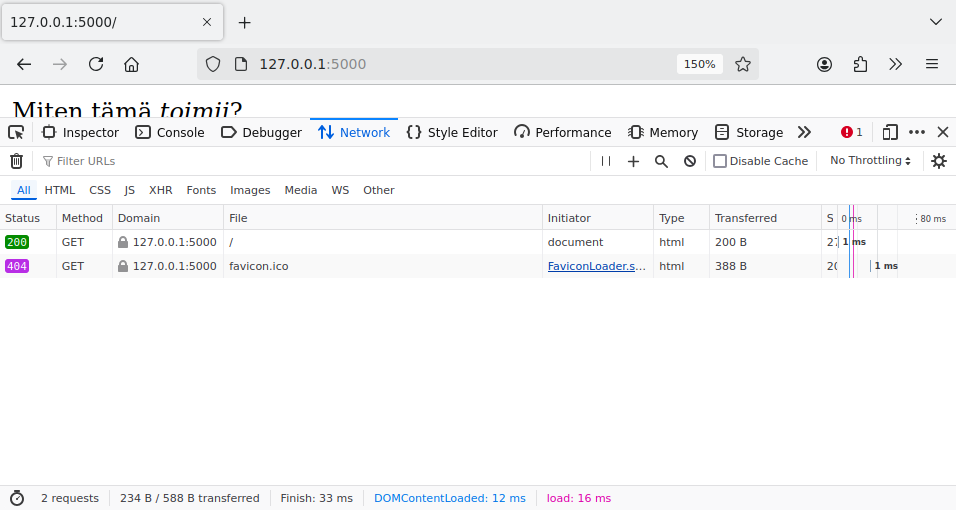 127.0.0.1:5000/
127.0.0.1:5000 150%
Miten tämä toimii?
Inspector Console Debugger Network Style Editor Performance Memory Storage 1
Filter URLs Disable Cache No Throttling
All HTML CSS JS XHR Fonts Images Media WS Other
Status Method Domain File Initiator Type Transferred S 0 ms 80 ms
200 GET 127.0.0.1:5000 / document html 200 B 27 1 ms
404 GET 127.0.0.1:5000 favicon.ico FaviconLoader.s... html 388 B 20 1 ms
2 requests 234 B / 588 B transferred Finish: 33 ms DOMContentLoaded: 12 ms load: 16 ms